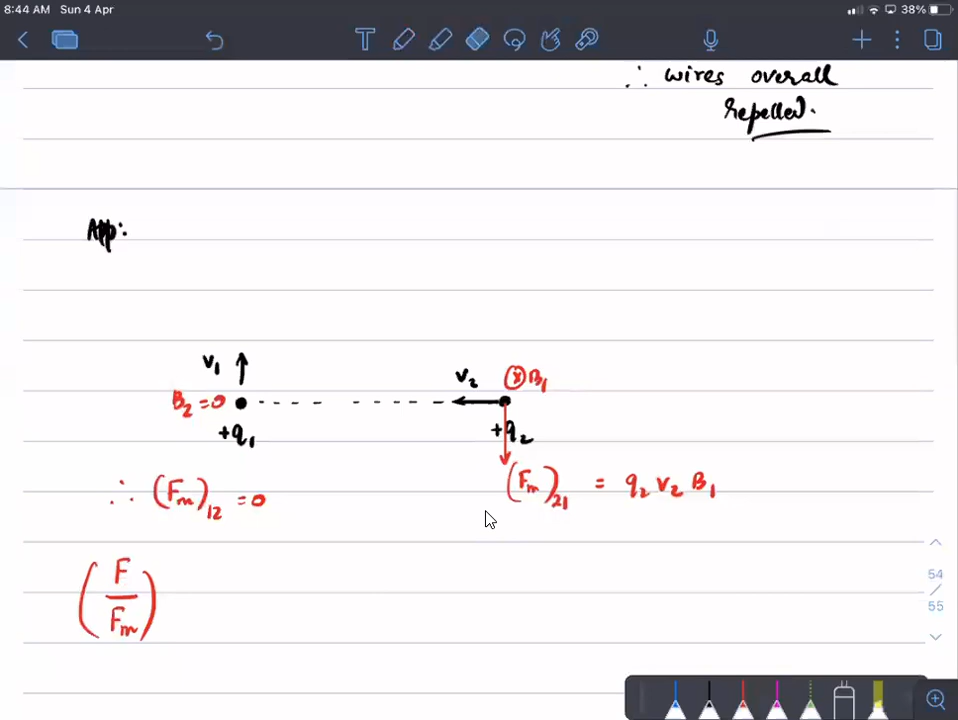 8:44 AM Sun 4 Apr 38%
T
∴ wires overall
repelled.
App:
v₁
v₂ ⊗ B₁
B₂ = 0
+q₁ +q₂
∴ (Fm)₁₂ = 0 (Fm)₂₁ = q₂ v₂ B₁
(F/Fm)
54
/
55